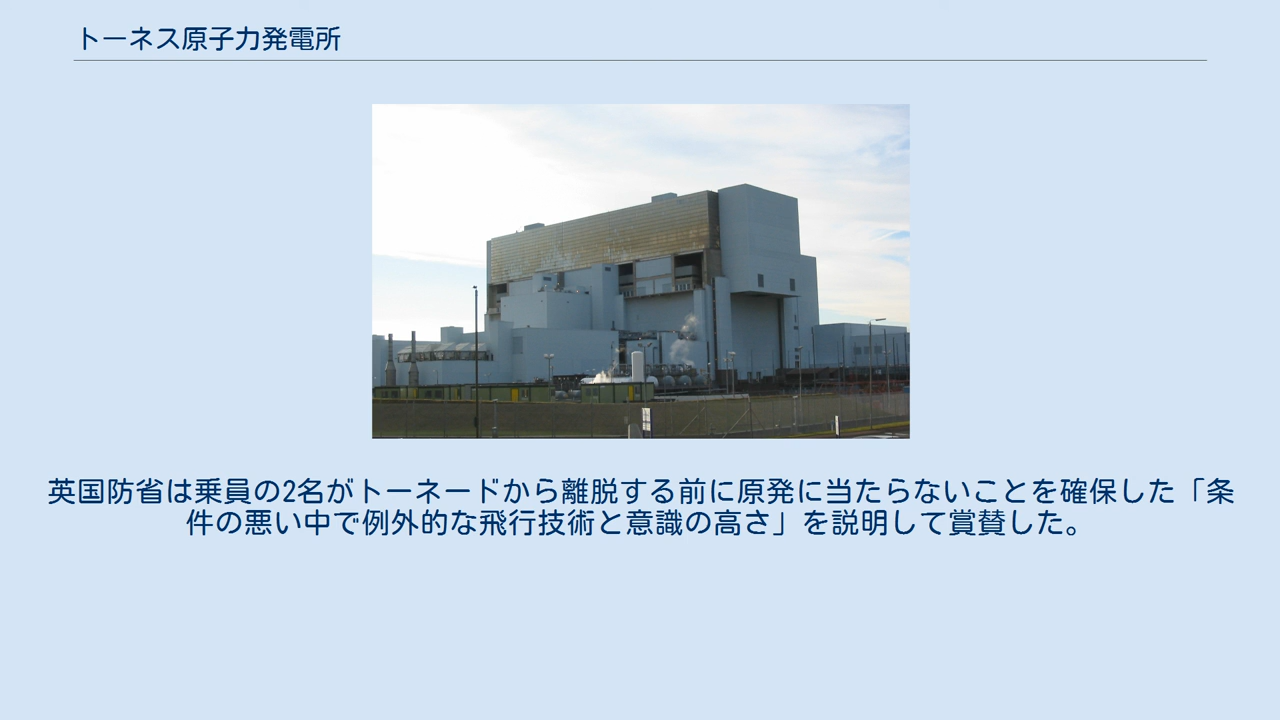 トーネス原子力発電所
英国防省は乗員の2名がトーネードから離脱する前に原発に当たらないことを確保した「条
件の悪い中で例外的な飛行技術と意識の高さ」を説明して賞賛した。